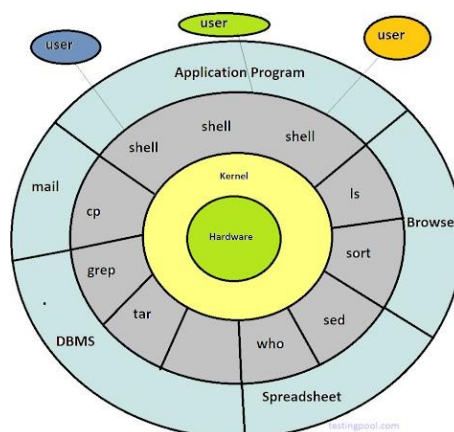 user
user
user
Application Program
shell
shell
shell
mail
Kernel
cp
ls
Browse
Hardware
grep
sort
tar
sed
DBMS
who
Spreadsheet
testingpool.com